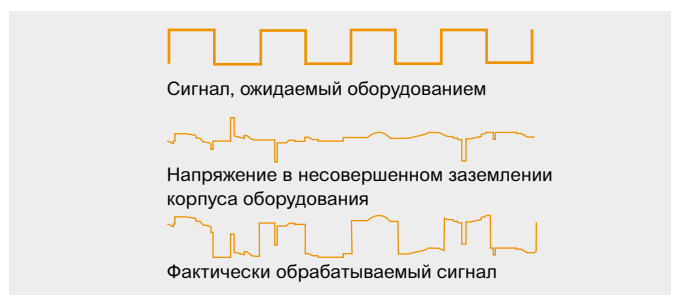 Сигнал, ожидаемый оборудованием
Напряжение в несовершенном заземлении
корпуса оборудования
Фактически обрабатываемый сигнал